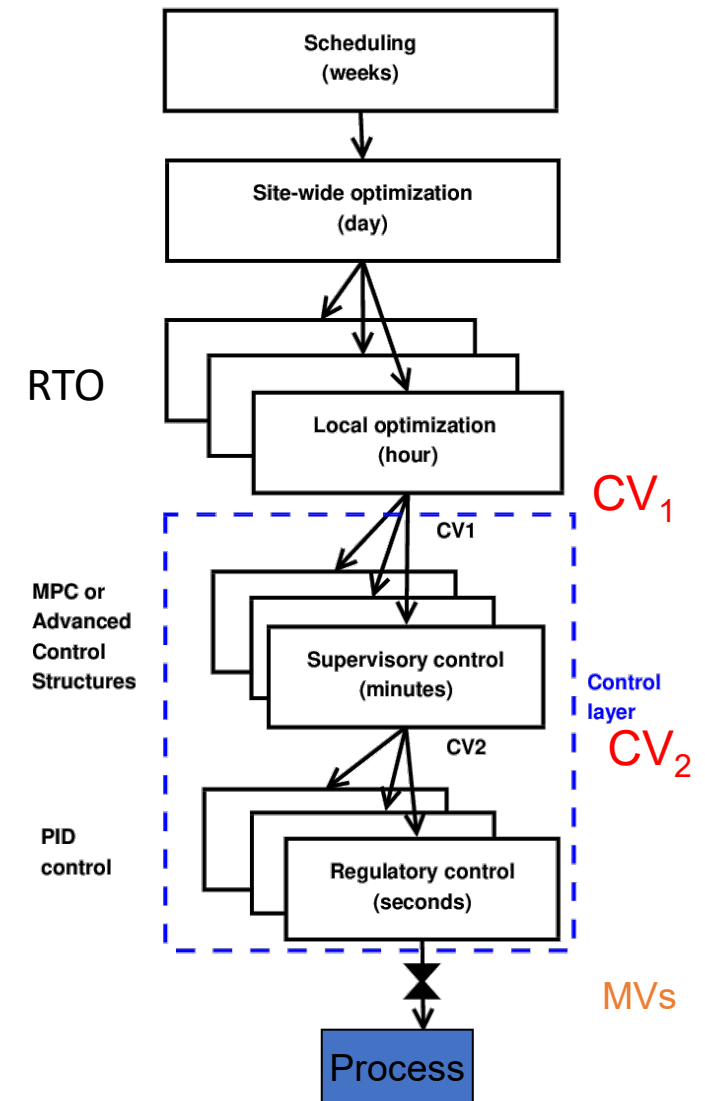 Scheduling
(weeks)
Site-wide optimization
(day)
RTO
Local optimization
(hour)
CV₁
CV1
MPC or
Advanced
Control
Structures
Supervisory control
(minutes)
Control
layer
CV2
CV₂
PID
control
Regulatory control
(seconds)
MVs
Process